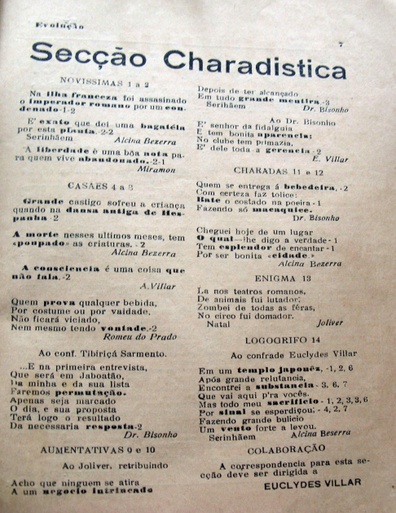 Evolução
7
Secção Charadistica
NOVISSIMAS 1 a 2
Na ilha franceza foi assasinado
o imperador romano por um con-
denado-1-2
E' exato que dei uma bagatéla
por esta planta.-2-2
Serinhãem Alcina Bezerra
A liberdade é uma bôa nota pa-
ra quem vive abandonado.-2-1
Miramon
CASAES 4 a 3
Grande castigo sofreu a criança
quando na dansa antiga de Hes-
panha-2
A morte nesses ultimos meses, tem
«poupado» as criaturas. -2
Alcina Bezerra
A consciencia é uma coisa que
não fala.-2
A. Villar
Quem prova qualquer bebida,
Por costume ou por vaidade,
Não ficará viciado,
Nem mesmo tendo vontade.-2
Romeu do Prado
Ao conf. Tibiriçá Sarmento.
...E na primeira entrevista,
Que será em Jaboatão,
Da minha e da sua lista
Faremos permutação.
Apenas seja marcado
O dia, e sua proposta
Terá logo o resultado
Da necessaria resposta-2
Dr. Bisonho
AUMENTATIVAS 9 e 10
Ao Joliver, retribuindo
Acho que ninguem se atira
A um negocio intrincado
Depois de ter alcançado
Em tudo grande mentira.-3
Serihãem Dr. Bisonho
Ao Dr. Bisonho
E' senhor da fidalguia
E tem bonita aparencia;
No clube tem primazia,
E' dele toda a gerencia-2
E. Villar
CHARADAS 11 e 12
Quem se entrega á bebedeira, -2
Com certeza faz tolice:
Bate o costado na poeira -1
Fazendo só macaquice.
Dr. Bisonho
Cheguei hoje de um lugar
O qual—lhe digo a verdade-1
Tem esplendor de encantar-1
Por ser bonita «cidade.»
Alcina Bezerra
ENIGMA 13
La nos teatros romanos,
De animais fui lutador;
Zombei de todas as féras,
No circo fui domador.
Natal Joliver
LOGOGRIFO 14
Ao confrade Euclydes Villar
Em um templo japonêz, -1, 2, 6
Após grande relutancia,
Encontrei a substancia - 3, 6, 7
Que vai aqui p'ra vocês.
Mas todo meu sacrificio - 1, 2, 3, 3, 6
Por sinal se esperdiçou: - 4, 2, 7
Fazendo grande bulicio
Um vento forte a levou.
Serinhãem Alcina Beserra
COLABORAÇÃO
A correspondencia para esta se-
cção deve ser dirigida a
EUCLYDES VILLAR